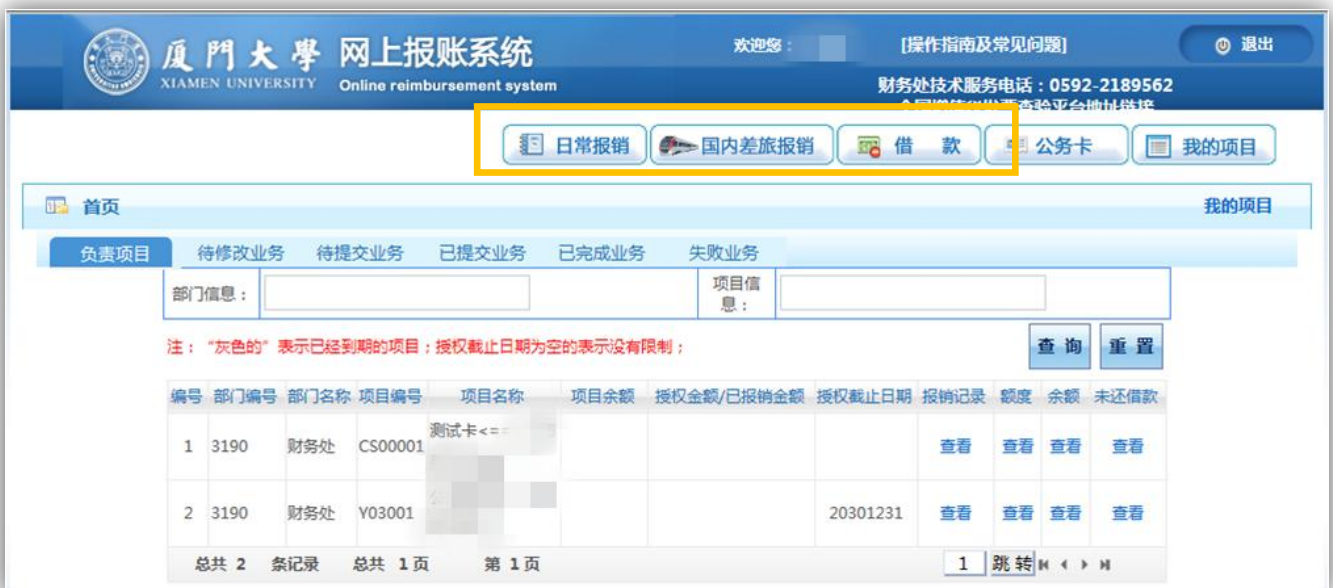 厦門大學 网上报账系统 欢迎您： [操作指南及常见问题] 退出
XIAMEN UNIVERSITY Online reimbursement system
财务处技术服务电话：0592-2189562
日常报销 国内差旅报销 借 款 公务卡 我的项目
首页 我的项目
负责项目 待修改业务 待提交业务 已提交业务 已完成业务 失败业务
部门信息： 项目信
息：
注："灰色的"表示已经到期的项目；授权截止日期为空的表示没有限制；
查 询 重 置
编号 部门编号 部门名称 项目编号 项目名称 项目余额 授权金额/已报销金额 授权截止日期 报销记录 额度 余额 未还借款
1 3190 财务处 CS00001 测试卡<== 查看 查看 查看 查看
2 3190 财务处 Y03001 20301231 查看 查看 查看 查看
总共 2 条记录 总共 1 页 第 1 页 1 跳 转